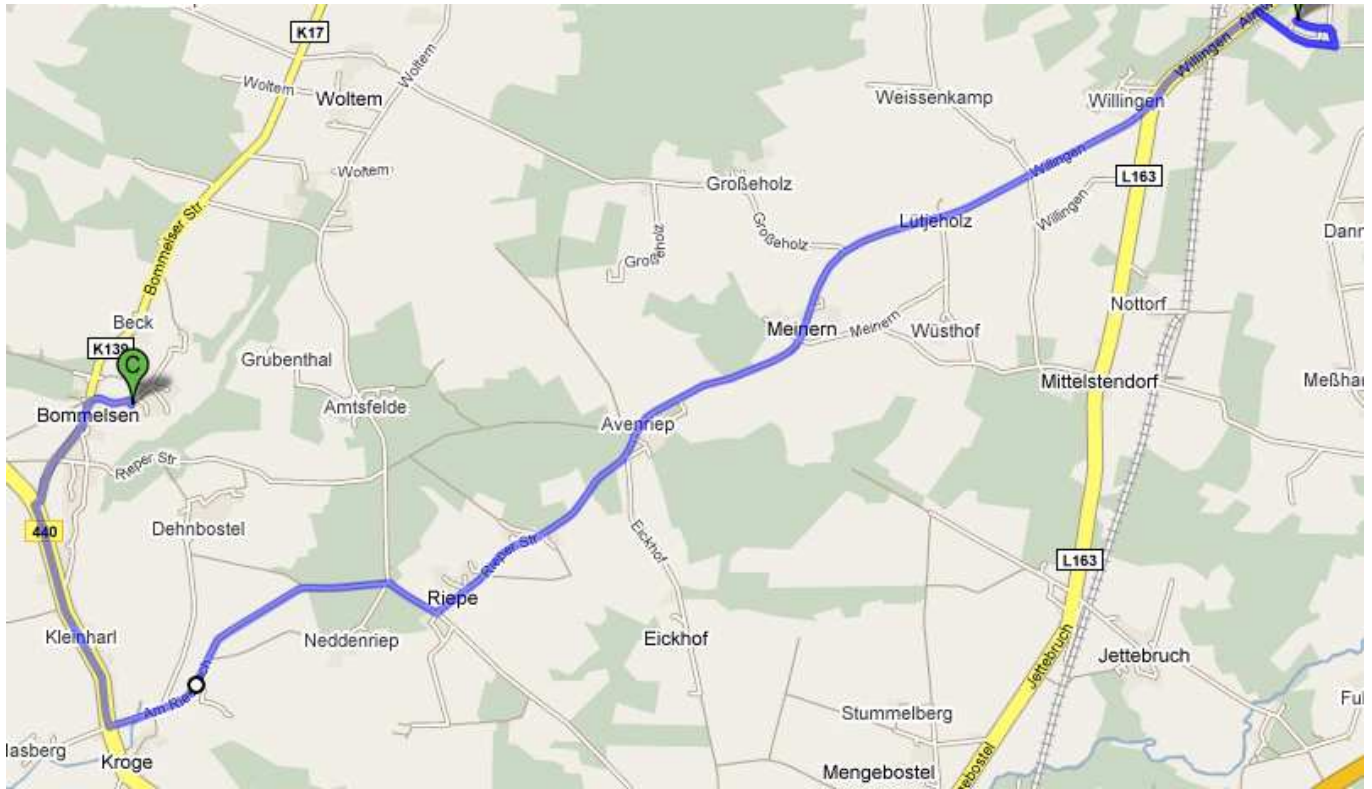 K17
Woltem
Woltem
Woltem
Woltem
Bommelser Str.
Beck
K139
C
Bommelsen
Grubenthal
Amtsfelde
Rieper Str
440
Dehnbostel
Kleinharl
Kroge
Neddenriep
Riepe
Rieper Str
Avenriep
Eickhof
Eickhof
Großeholz
Großeholz
Großeholz
Meinern
Meinern
Lütjeholz
Wüsthof
Weissenkamp
Willingen
Willingen
Willingen
Willingen
L163
Nottorf
Mittelstendorf
L163
Jettebruch
Jettebruch
Stummelberg
Mengebostel